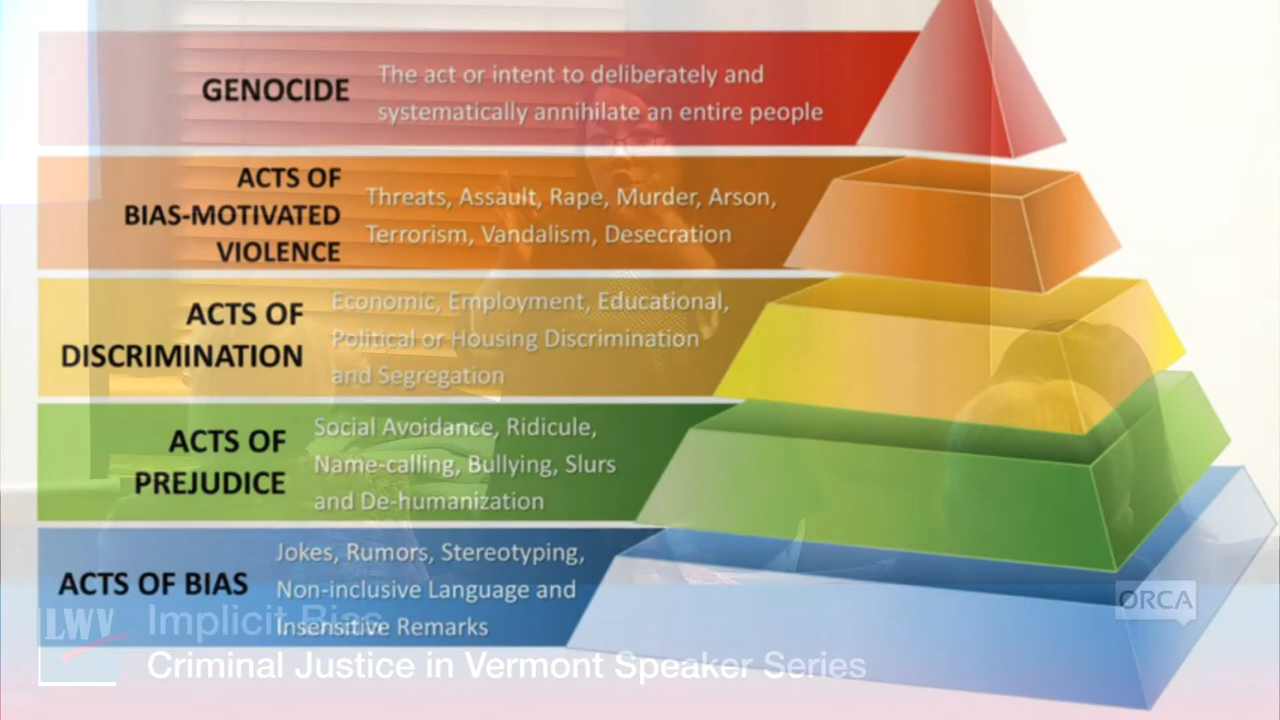 GENOCIDE
The act or intent to deliberately and
systematically annihilate an entire people
ACTS OF
BIAS-MOTIVATED
VIOLENCE
Threats, Assault, Rape, Murder, Arson,
Terrorism, Vandalism, Desecration
ACTS OF
DISCRIMINATION
Economic, Employment, Educational,
Political or Housing Discrimination
and Segregation
ACTS OF
PREJUDICE
Social Avoidance, Ridicule,
Name-calling, Bullying, Slurs
and De-humanization
ACTS OF BIAS
Jokes, Rumors, Stereotyping,
Non-inclusive Language and
Insensitive Remarks
LWV
Implicit Bias
Criminal Justice in Vermont Speaker Series
ORCA